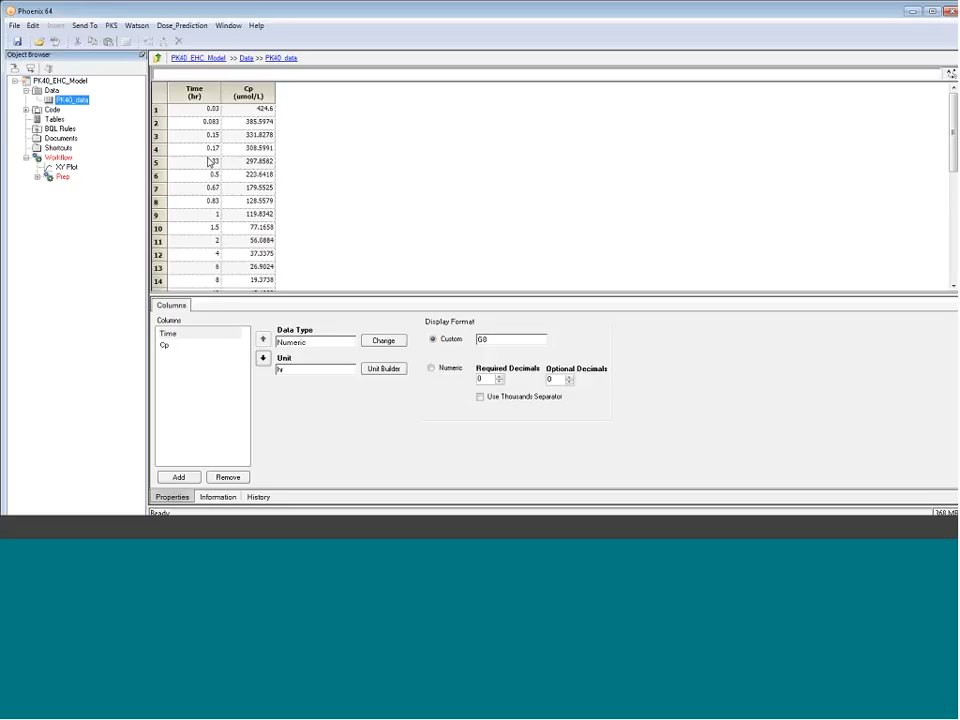 Phoenix 64
File Edit Insert Send To PKS Watson Dose_Prediction Window Help
Object Browser
PK40_EHC_Model >> Data >> PK40_data
PK40_EHC_Model
Data
PK40_data
Code
Tables
BQL Rules
Documents
Shortcuts
Workflow
XY Plot
Prep
Time (hr) Cp (umol/L)
1 0.03 424.6
2 0.083 385.5974
3 0.15 331.8278
4 0.17 308.5991
5 297.8582
6 0.5 223.6418
7 0.67 179.5525
8 0.83 128.5579
9 1 119.8342
10 1.5 77.1658
11 2 56.0884
12 4 37.3375
13 6 26.9024
14 8 19.3738
Columns
Columns
Time
Cp
Add Remove
Data Type
Numeric Change
Unit
hr Unit Builder
Display Format
Custom G8
Numeric Required Decimals Optional Decimals
0 0
Use Thousands Separator
Properties Information History
Ready 368 MB